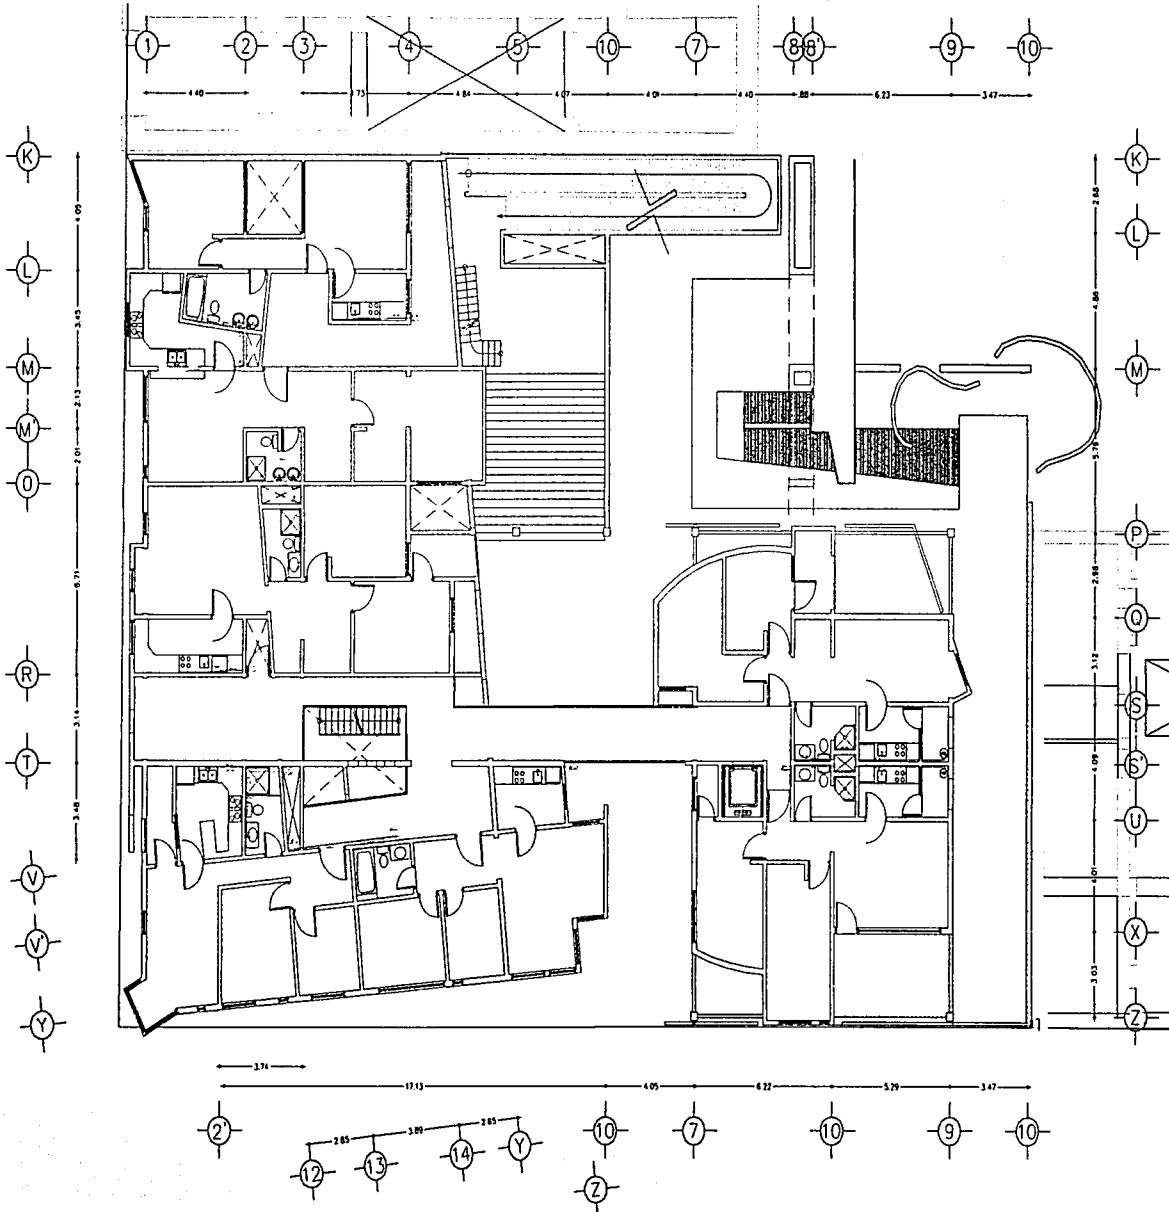 1 2 3 4 5 10 7 8 8' 9 10
4.40 4.73 4.84 4.07 4.01 4.40 .88 6.23 3.47
K K
4.05 2.88
L L
3.45 4.88
M M
2.13
M'
2.01 5.79
O
P
6.71 2.98
Q
R 3.12
S
3.14 4.09
T S'
3.48 U
V 4.01
V' X
3.03
Y Z
3.74
17.13 4.05 6.22 5.29 3.47
2' 10 7 10 9 10
2.85 3.89 2.85
12 13 14 Y
Z